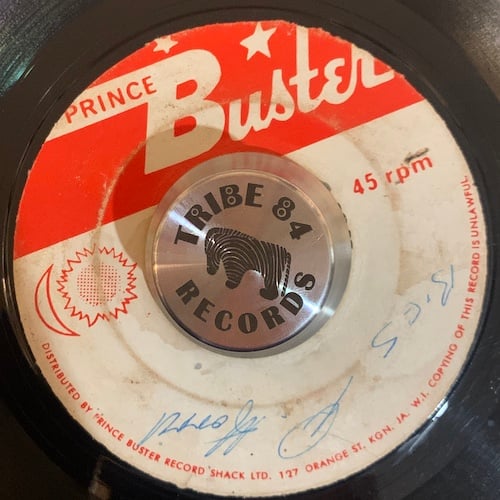 PRINCE
Buster
45 rpm
TRIBE 84
RECORDS
DISTRIBUTED BY PRINCE BUSTER RECORD SHACK LTD. 127 ORANGE ST. KGN. JA. W.I. COPYING OF THIS RECORD IS UNLAWFUL.